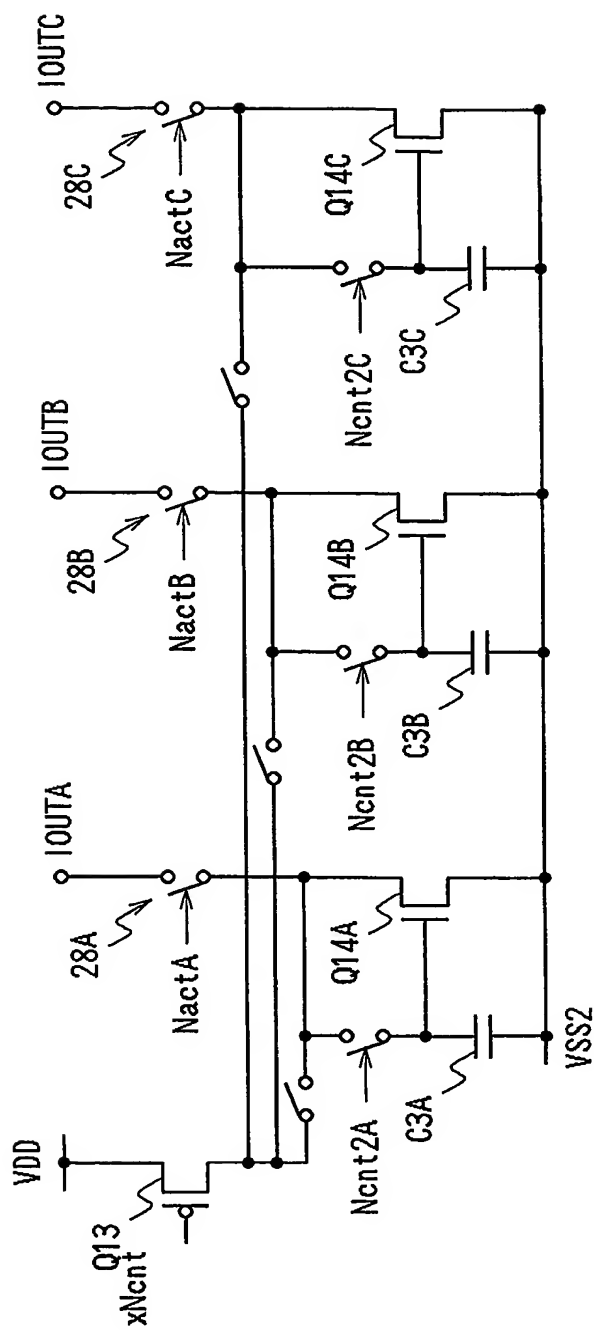 VDD
Q13
xNcnt
28A
IOUTA
NactA
Ncnt2A
C3A
Q14A
VSS2
28B
IOUTB
NactB
Ncnt2B
C3B
Q14B
28C
IOUTC
NactC
Ncnt2C
C3C
Q14C